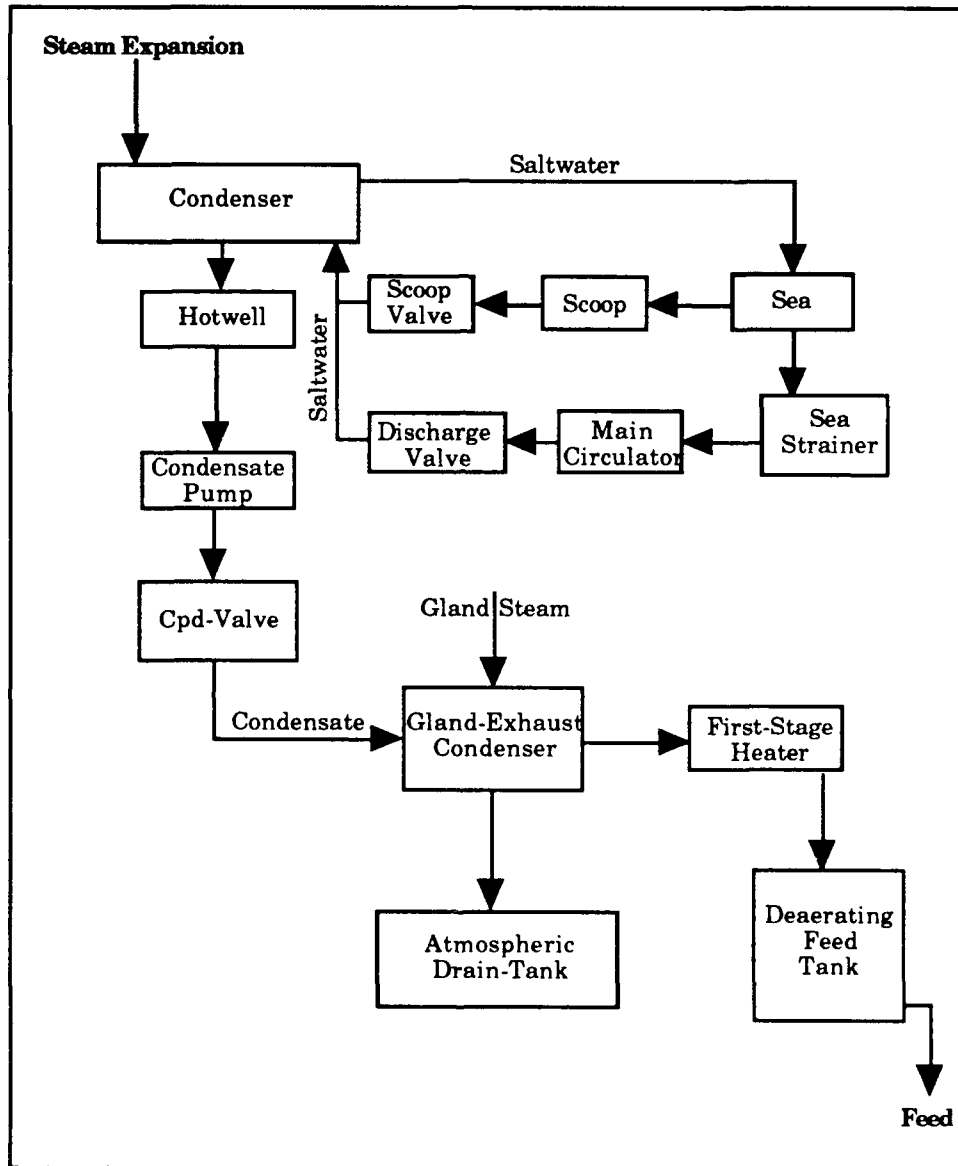 Steam Expansion
Saltwater
Condenser
Scoop
Valve
Scoop
Sea
Hotwell
Saltwater
Discharge
Valve
Main
Circulator
Sea
Strainer
Condensate
Pump
Cpd-Valve
Gland Steam
Condensate
Gland-Exhaust
Condenser
First-Stage
Heater
Deaerating
Feed
Tank
Atmospheric
Drain-Tank
Feed